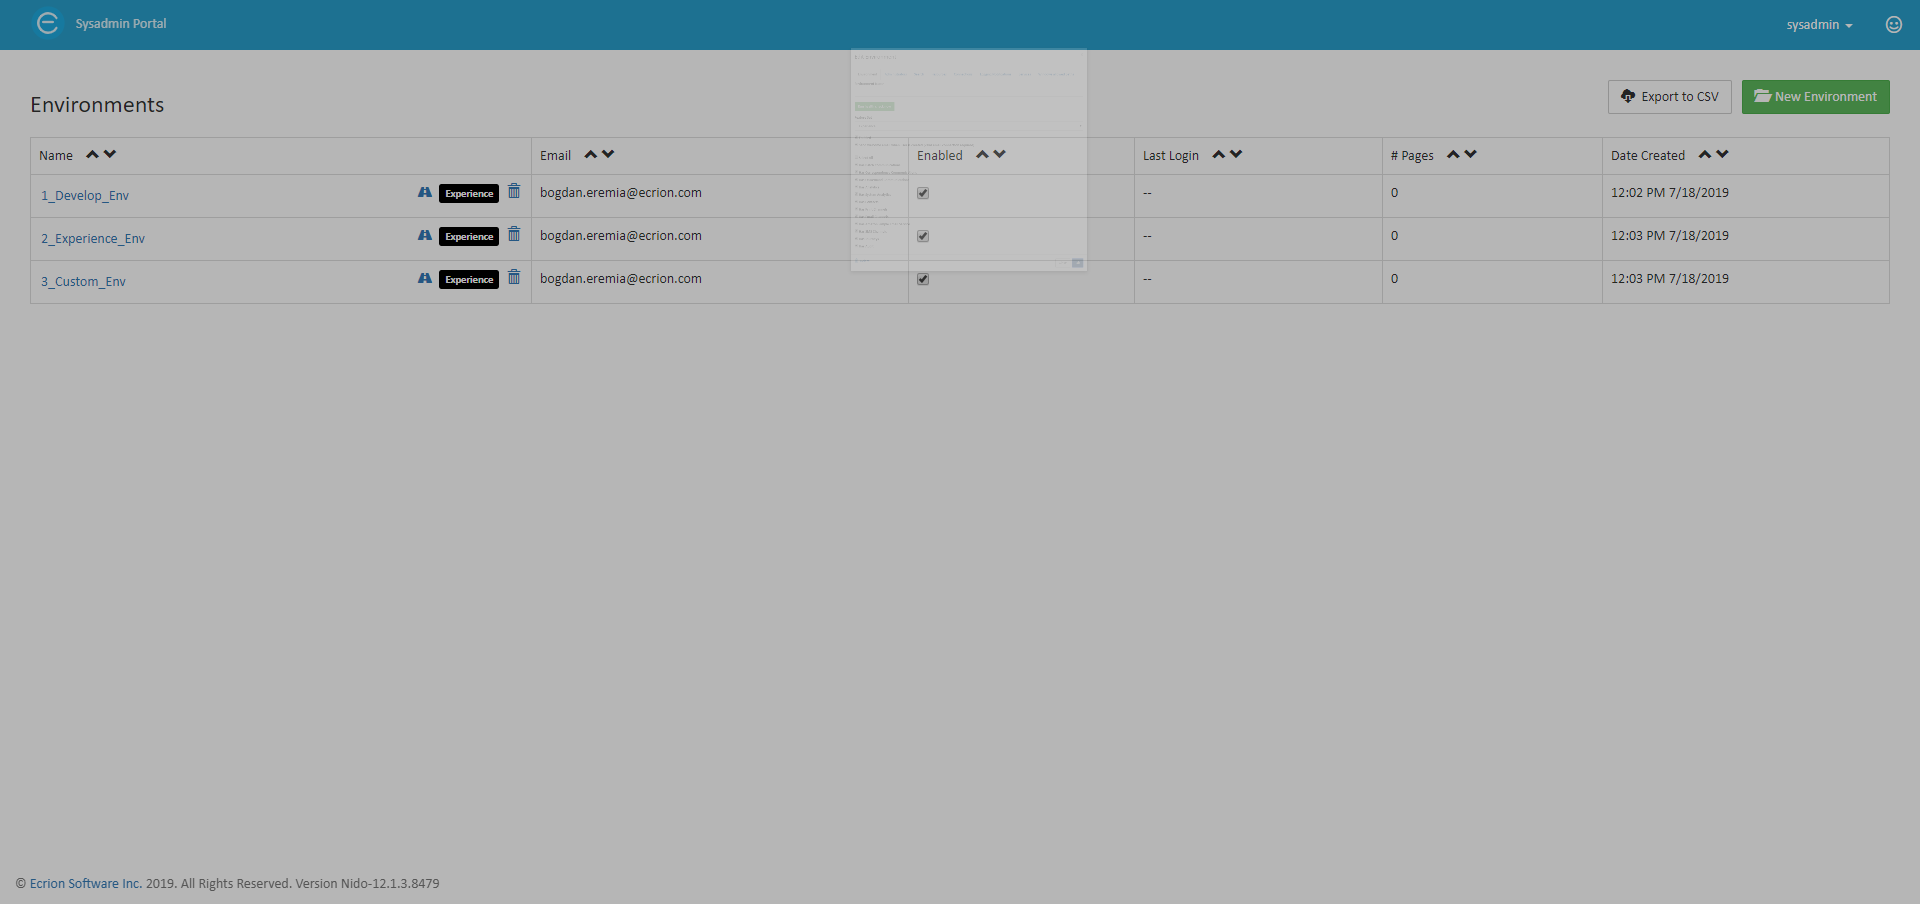 Sysadmin Portal
sysadmin
Environments
Export to CSV
New Environment
Name Email Enabled Last Login # Pages Date Created
1_Develop_Env Experience bogdan.eremia@ecrion.com -- 0 12:02 PM 7/18/2019
2_Experience_Env Experience bogdan.eremia@ecrion.com -- 0 12:03 PM 7/18/2019
3_Custom_Env Experience bogdan.eremia@ecrion.com -- 0 12:03 PM 7/18/2019
© Ecrion Software Inc. 2019. All Rights Reserved. Version Nido-12.1.3.8479